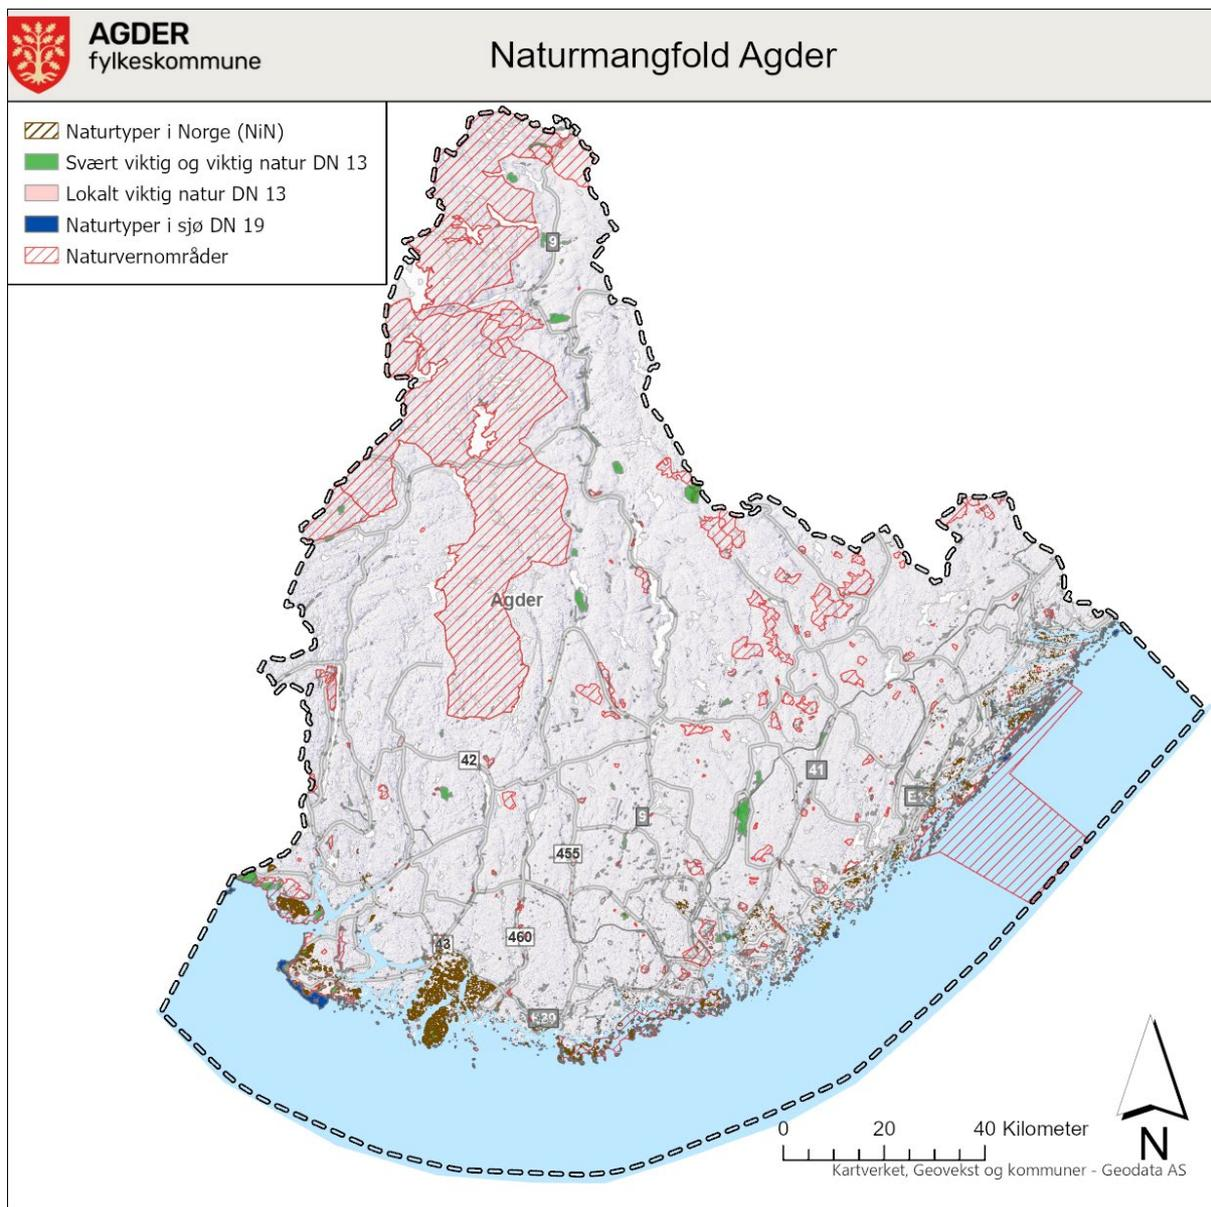 AGDER
fylkeskommune
Naturmangfold Agder
Naturtyper i Norge (NiN)
Svært viktig og viktig natur DN 13
Lokalt viktig natur DN 13
Naturtyper i sjø DN 19
Naturvernområder
9
Agder
42
41
9
455
43
460
E39
0 20 40 Kilometer
N
Kartverket, Geovekst og kommuner - Geodata AS